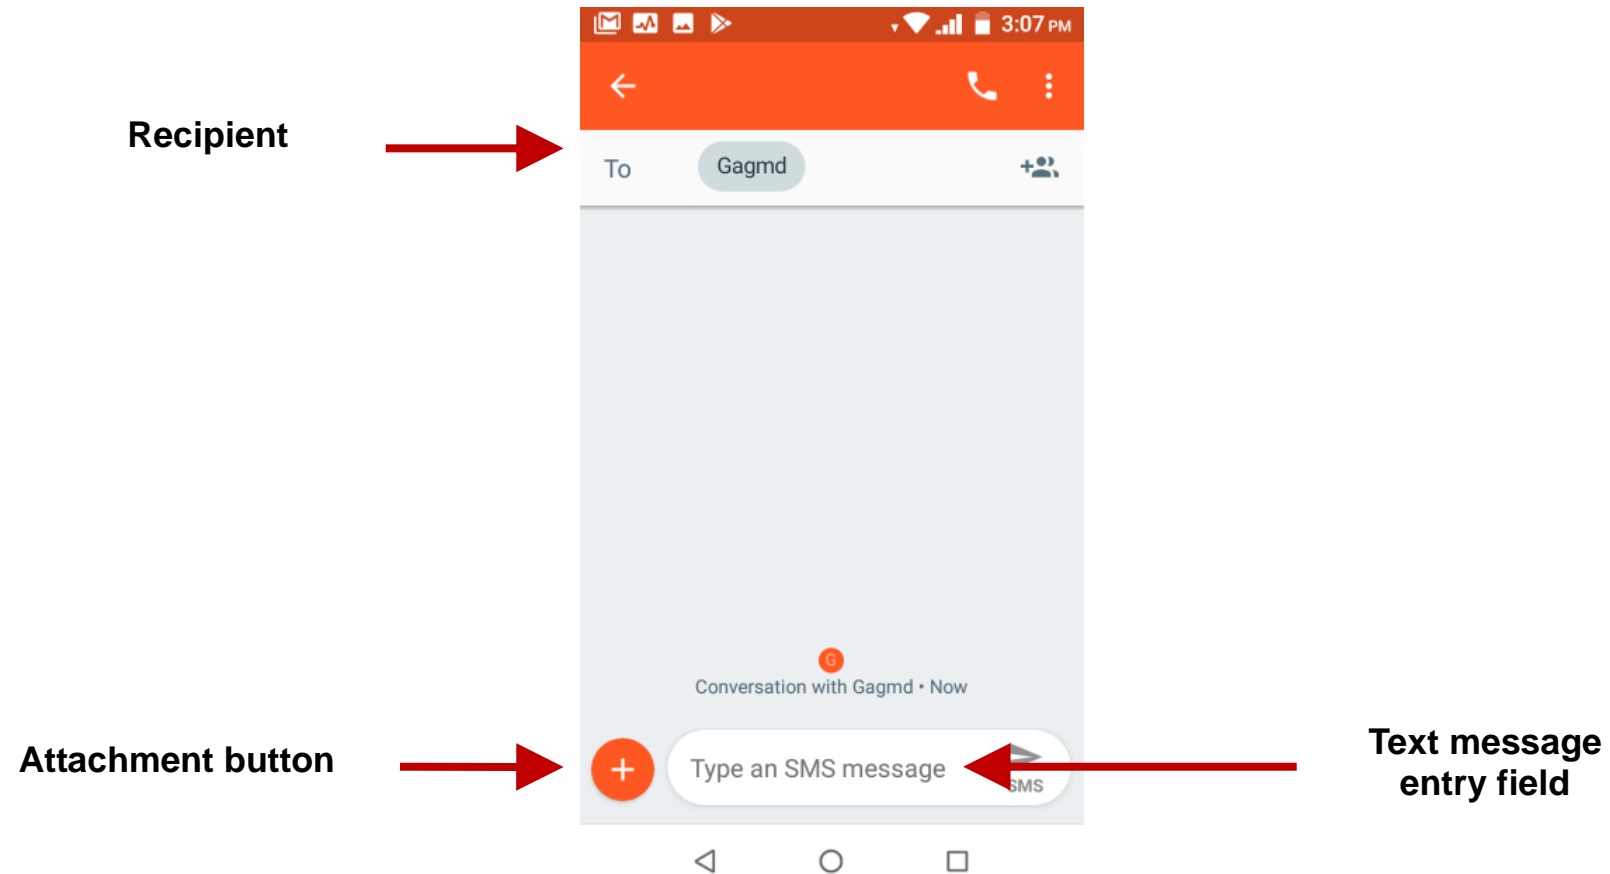 3:07 PM
Recipient
To Gagmd
G
Conversation with Gagmd • Now
Attachment button
Type an SMS message
SMS
Text message
entry field